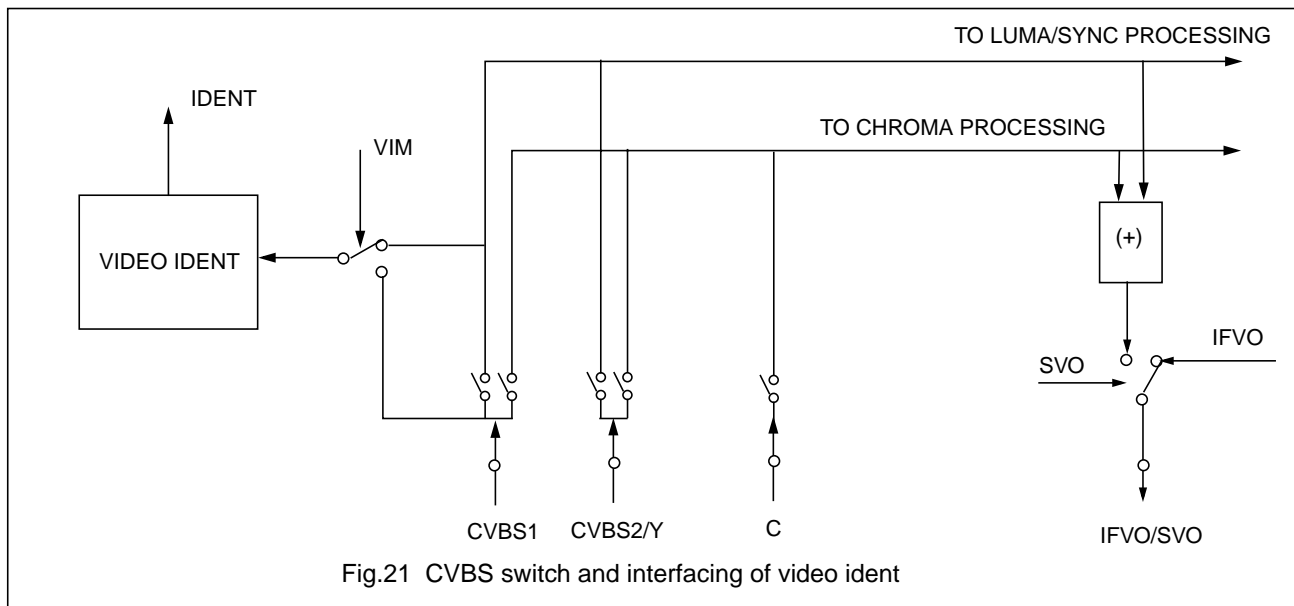 TO LUMA/SYNC PROCESSING
IDENT
TO CHROMA PROCESSING
VIM
VIDEO IDENT
(+)
IFVO
SVO
CVBS1
CVBS2/Y
C
IFVO/SVO
Fig.21 CVBS switch and interfacing of video ident